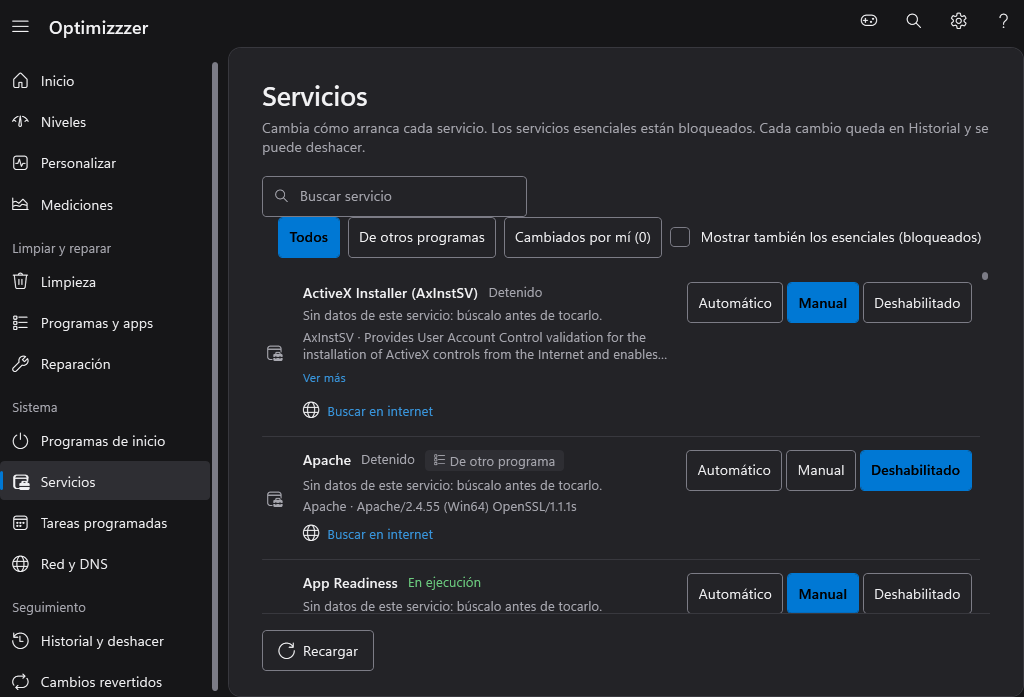 Optimizzzer
?
Inicio
Niveles
Personalizar
Mediciones
Limpiar y reparar
Limpieza
Programas y apps
Reparación
Sistema
Programas de inicio
Servicios
Tareas programadas
Red y DNS
Seguimiento
Historial y deshacer
Cambios revertidos
Servicios
Cambia cómo arranca cada servicio. Los servicios esenciales están bloqueados. Cada cambio queda en Historial y se
puede deshacer.
Buscar servicio
Todos De otros programas Cambiados por mí (0) Mostrar también los esenciales (bloqueados)
ActiveX Installer (AxInstSV) Detenido
Sin datos de este servicio: búscalo antes de tocarlo.
AxInstSV · Provides User Account Control validation for the
installation of ActiveX controls from the Internet and enables...
Ver más
Buscar en internet
Automático Manual Deshabilitado
Apache Detenido De otro programa
Sin datos de este servicio: búscalo antes de tocarlo.
Apache · Apache/2.4.55 (Win64) OpenSSL/1.1.1s
Buscar en internet
Automático Manual Deshabilitado
App Readiness En ejecución
Sin datos de este servicio: búscalo antes de tocarlo.
Automático Manual Deshabilitado
Recargar